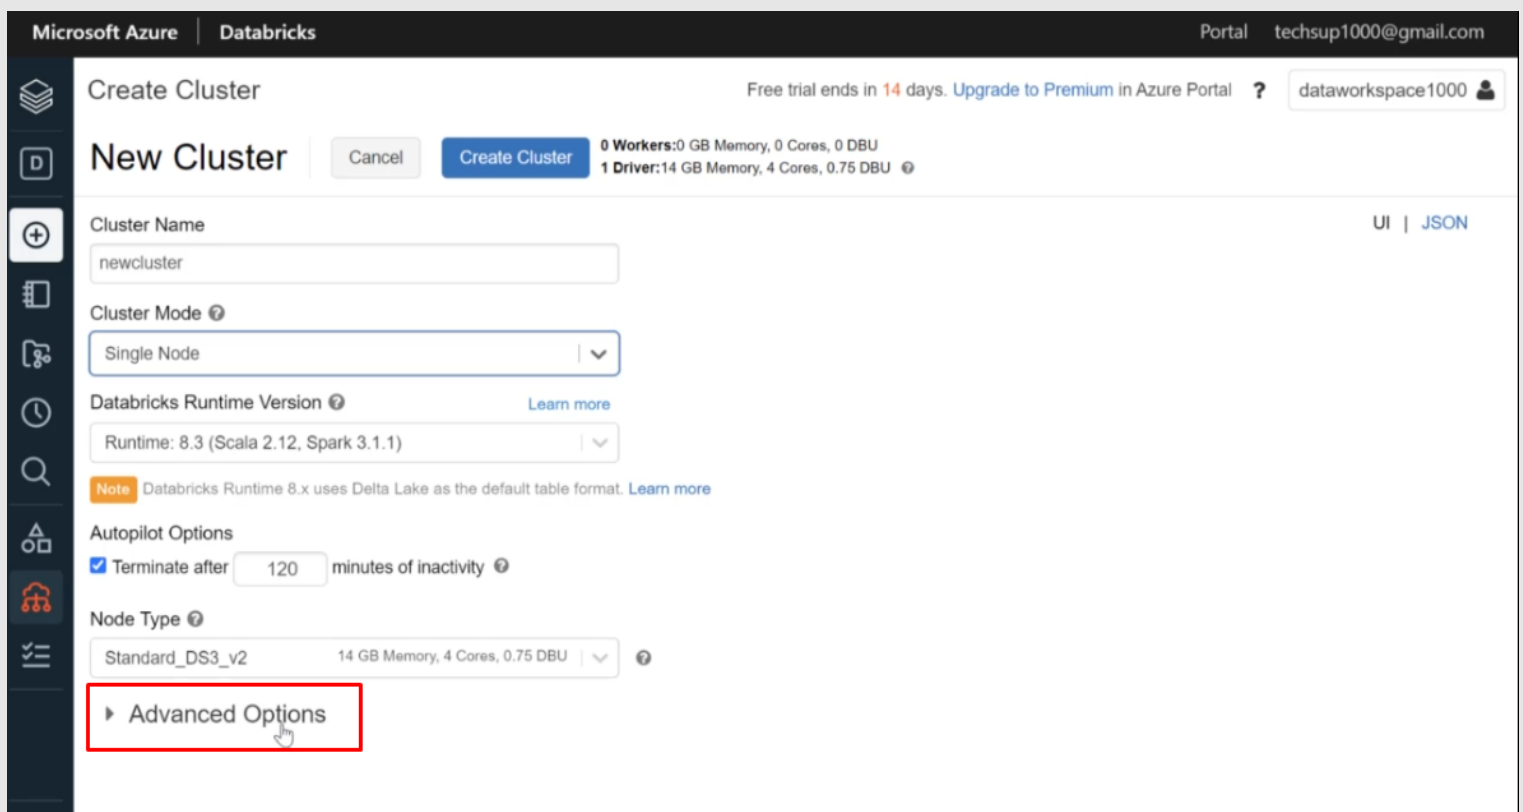 Microsoft Azure | Databricks Portal techsup1000@gmail.com
Create Cluster Free trial ends in 14 days. Upgrade to Premium in Azure Portal ? dataworkspace1000
New Cluster Cancel Create Cluster 0 Workers:0 GB Memory, 0 Cores, 0 DBU
1 Driver:14 GB Memory, 4 Cores, 0.75 DBU ?
D
Cluster Name UI | JSON
newcluster
Cluster Mode ?
Single Node
Databricks Runtime Version ? Learn more
Runtime: 8.3 (Scala 2.12, Spark 3.1.1)
Note Databricks Runtime 8.x uses Delta Lake as the default table format. Learn more
Autopilot Options
Terminate after 120 minutes of inactivity ?
Node Type ?
Standard_DS3_v2 14 GB Memory, 4 Cores, 0.75 DBU ?
Advanced Options